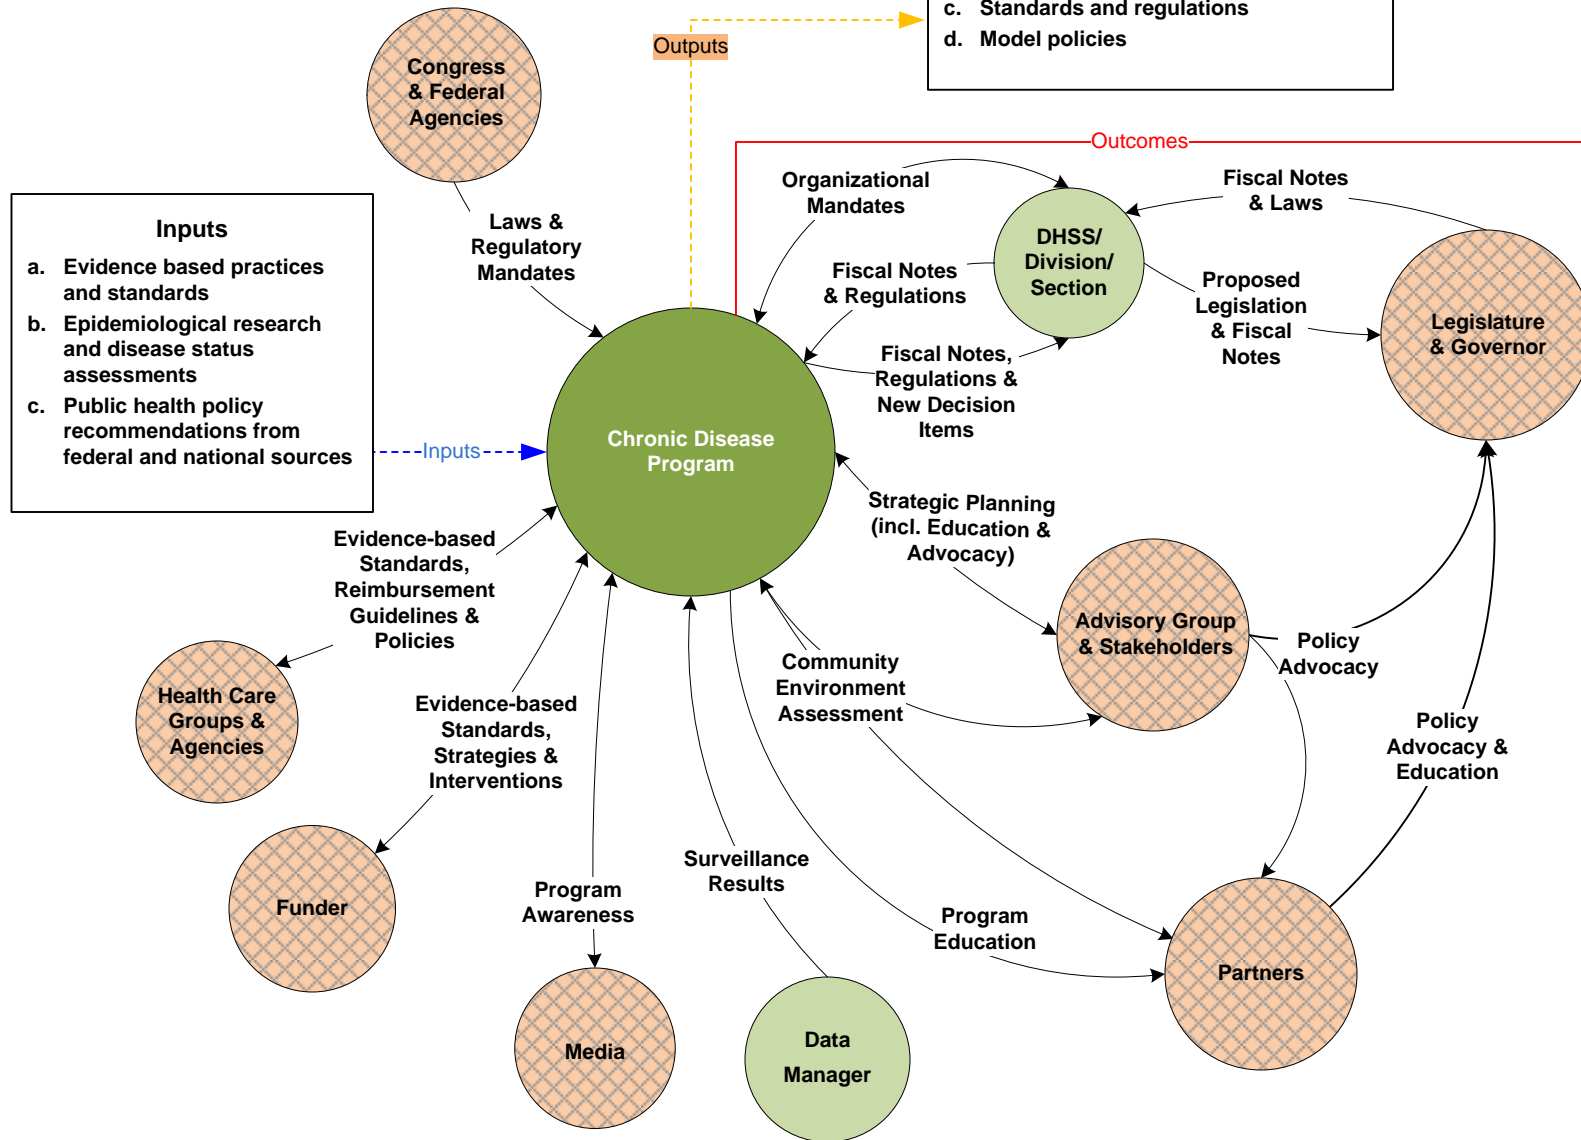 c. Standards and regulations
d. Model policies
Outputs
Congress
& Federal
Agencies
Outcomes
Organizational
Mandates
Fiscal Notes
& Laws
Inputs
a. Evidence based practices
and standards
b. Epidemiological research
and disease status
assessments
c. Public health policy
recommendations from
federal and national sources
Laws &
Regulatory
Mandates
DHSS/
Division/
Section
Fiscal Notes
& Regulations
Proposed
Legislation
& Fiscal
Notes
Legislature
& Governor
Fiscal Notes,
Regulations &
New Decision
Items
Inputs
Chronic Disease
Program
Strategic Planning
(incl. Education &
Advocacy)
Evidence-based
Standards,
Reimbursement
Guidelines &
Policies
Advisory Group
& Stakeholders
Policy
Advocacy
Community
Environment
Assessment
Health Care
Groups &
Agencies
Evidence-based
Standards,
Strategies &
Interventions
Policy
Advocacy &
Education
Surveillance
Results
Funder
Program
Awareness
Program
Education
Partners
Media
Data
Manager